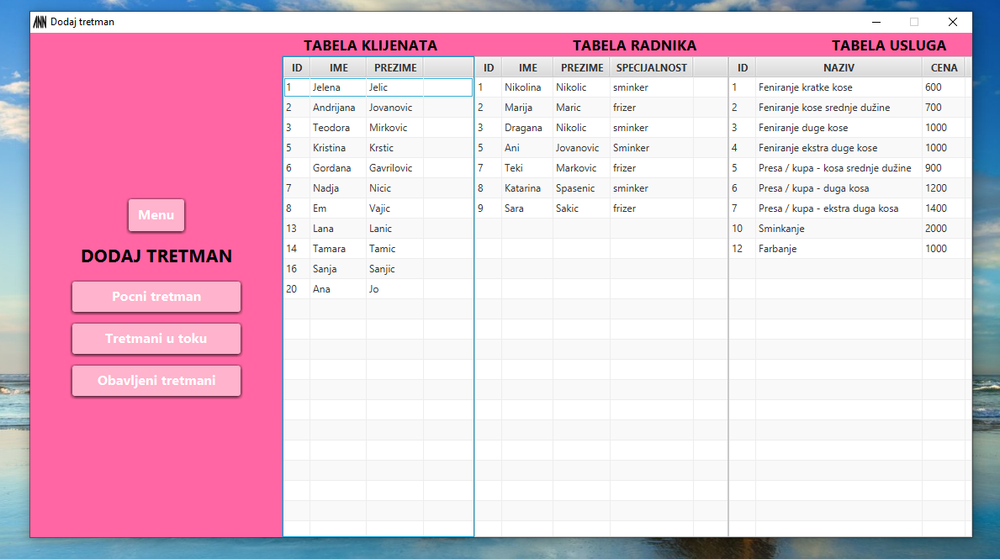 ANN Dodaj tretman
Menu
DODAJ TRETMAN
Pocni tretman
Tretmani u toku
Obavljeni tretmani
TABELA KLIJENATA
ID IME PREZIME
1 Jelena Jelic
2 Andrijana Jovanovic
3 Teodora Mirkovic
5 Kristina Krstic
6 Gordana Gavrilovic
7 Nadja Nicic
8 Em Vajic
13 Lana Lanic
14 Tamara Tamic
16 Sanja Sanjic
20 Ana Jo
TABELA RADNIKA
ID IME PREZIME SPECIJALNOST
1 Nikolina Nikolic sminker
2 Marija Maric frizer
3 Dragana Nikolic sminker
5 Ani Jovanovic Sminker
7 Teki Markovic frizer
8 Katarina Spasenic sminker
9 Sara Sakic frizer
TABELA USLUGA
ID NAZIV CENA
1 Feniranje kratke kose 600
2 Feniranje kose srednje dužine 700
3 Feniranje duge kose 1000
4 Feniranje ekstra duge kose 1000
5 Presa / kupa - kosa srednje dužine 900
6 Presa / kupa - duga kosa 1200
7 Presa / kupa - ekstra duga kosa 1400
10 Sminkanje 2000
12 Farbanje 1000